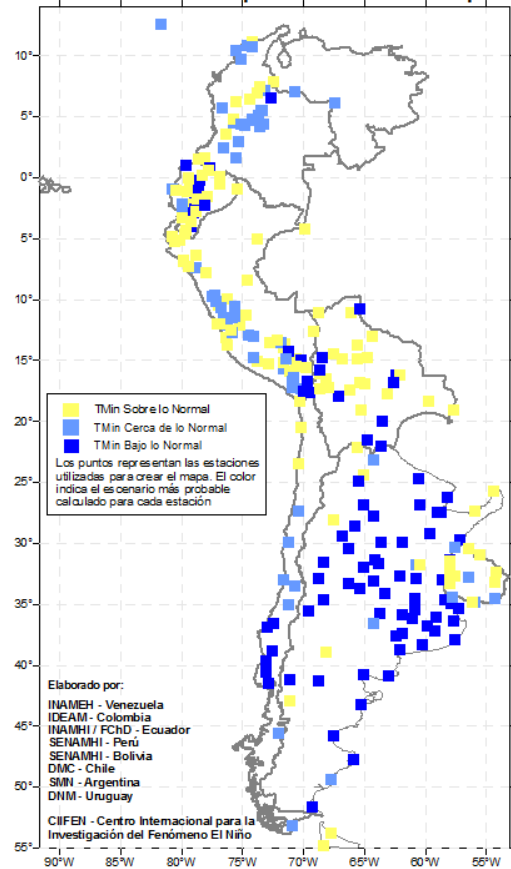 10°
5°
0°
5°
10°
15°
20°
25°
30°
35°
40°
45°
50°
55°
TMin Sobre lo Normal
TMin Cerca de lo Normal
TMin Bajo lo Normal
Los puntos representan las estaciones
utilizadas para crear el mapa. El color
indica el escenario más probable
calculado para cada estación
Elaborado por:
INAMEH - Venezuela
IDEAM - Colombia
INAMHI / FChD - Ecuador
SENAMHI - Perú
SENAMHI - Bolivia
DMC - Chile
SMN - Argentina
DNM - Uruguay
CIIFEN - Centro Internacional para la
Investigación del Fenómeno El Niño
90°W 85°W 80°W 75°W 70°W 65°W 60°W 55°W